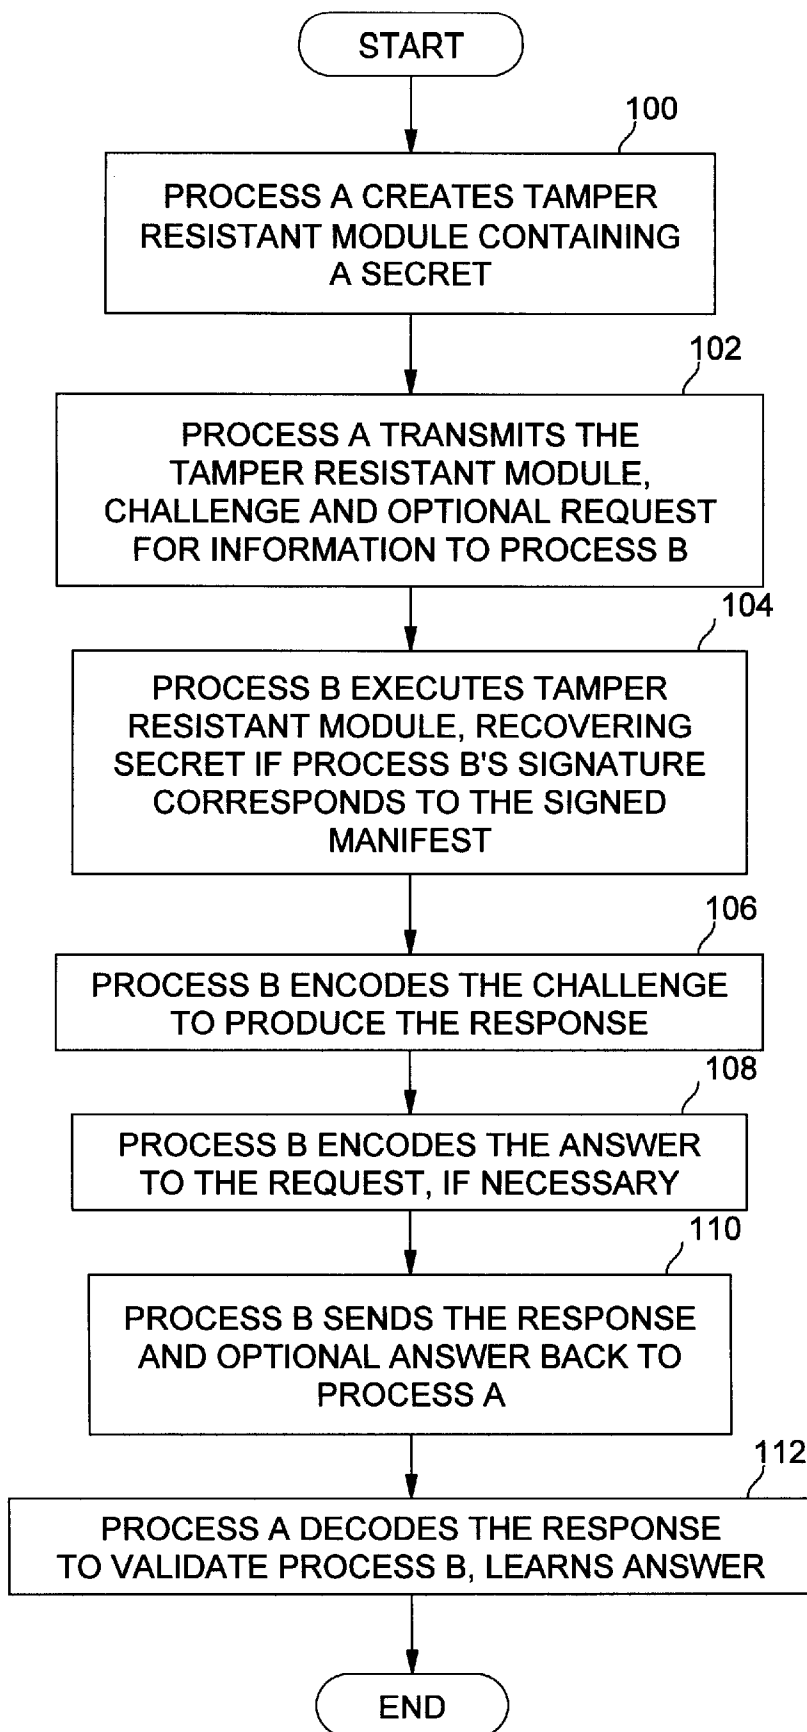 START
100
PROCESS A CREATES TAMPER
RESISTANT MODULE CONTAINING
A SECRET
102
PROCESS A TRANSMITS THE
TAMPER RESISTANT MODULE,
CHALLENGE AND OPTIONAL REQUEST
FOR INFORMATION TO PROCESS B
104
PROCESS B EXECUTES TAMPER
RESISTANT MODULE, RECOVERING
SECRET IF PROCESS B'S SIGNATURE
CORRESPONDS TO THE SIGNED
MANIFEST
106
PROCESS B ENCODES THE CHALLENGE
TO PRODUCE THE RESPONSE
108
PROCESS B ENCODES THE ANSWER
TO THE REQUEST, IF NECESSARY
110
PROCESS B SENDS THE RESPONSE
AND OPTIONAL ANSWER BACK TO
PROCESS A
112
PROCESS A DECODES THE RESPONSE
TO VALIDATE PROCESS B, LEARNS ANSWER
END